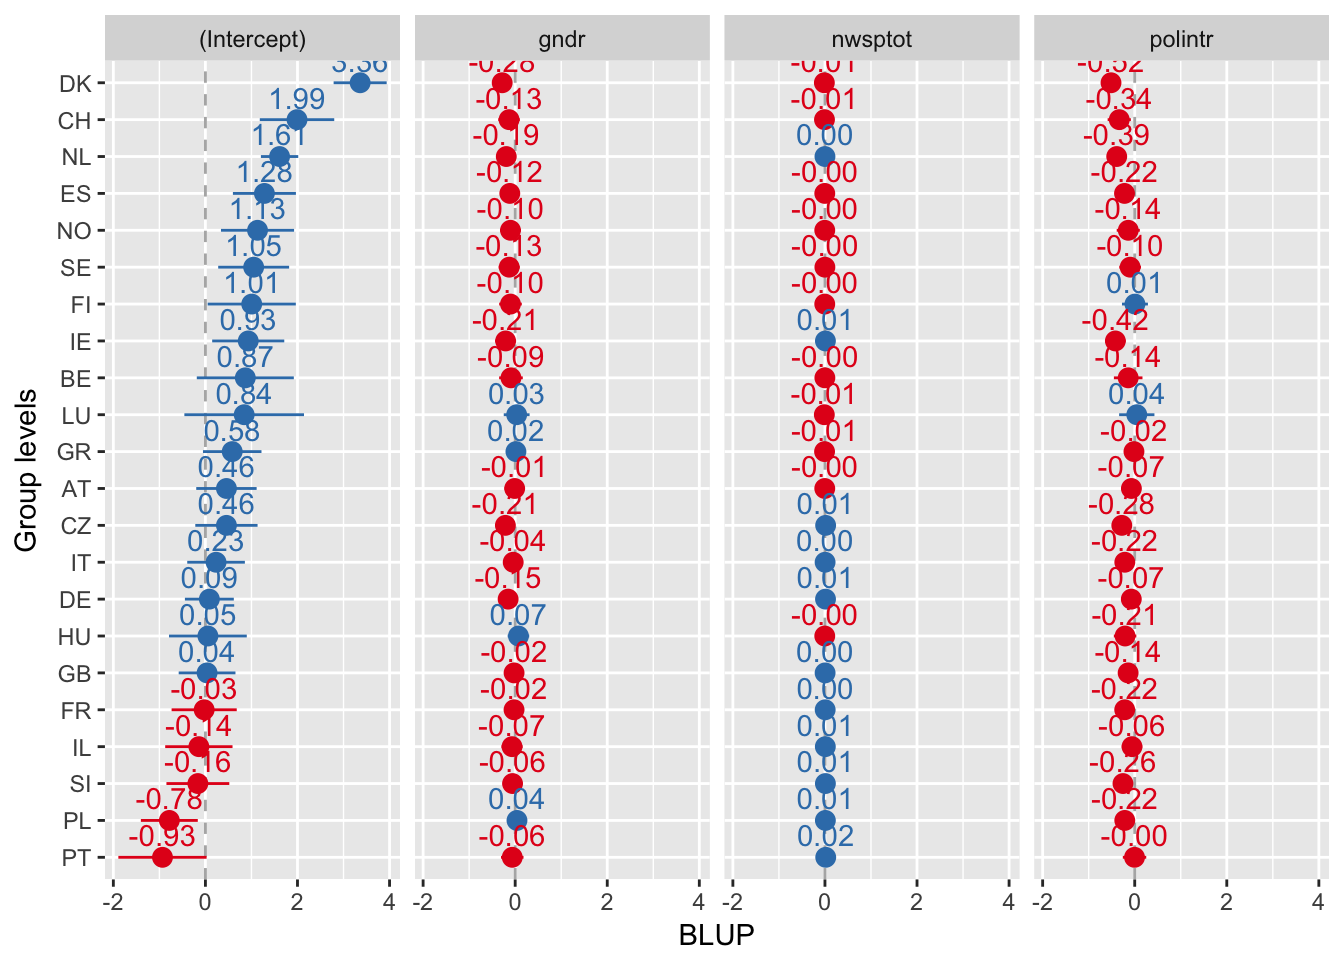 (Intercept) gndr nwsptot polintr
3.36 -0.28 -0.01 -0.52
DK
1.99 -0.13 -0.01 -0.34
CH
1.61 -0.19 0.00 -0.39
NL
1.28 -0.12 -0.00 -0.22
ES
1.13 -0.10 -0.00 -0.14
NO
1.05 -0.13 -0.00 -0.10
SE
1.01 -0.10 -0.00 0.01
FI
0.93 -0.21 0.01 -0.42
IE
0.87 -0.09 -0.00 -0.14
BE
0.84 0.03 -0.01 0.04
LU
0.58 0.02 -0.01 -0.02
GR
0.46 -0.01 -0.00 -0.07
AT
0.46 -0.21 0.01 -0.28
CZ
0.23 -0.04 0.00 -0.22
IT
0.09 -0.15 0.01 -0.07
DE
0.05 0.07 -0.00 -0.21
HU
0.04 -0.02 0.00 -0.14
GB
-0.03 -0.02 0.00 -0.22
FR
-0.14 -0.07 0.01 -0.06
IL
-0.16 -0.06 0.01 -0.26
SI
-0.78 0.04 0.01 -0.22
PL
-0.93 -0.06 0.02 -0.00
PT
-2 0 2 4 -2 0 2 4 -2 0 2 4 -2 0 2 4
BLUP
Group levels